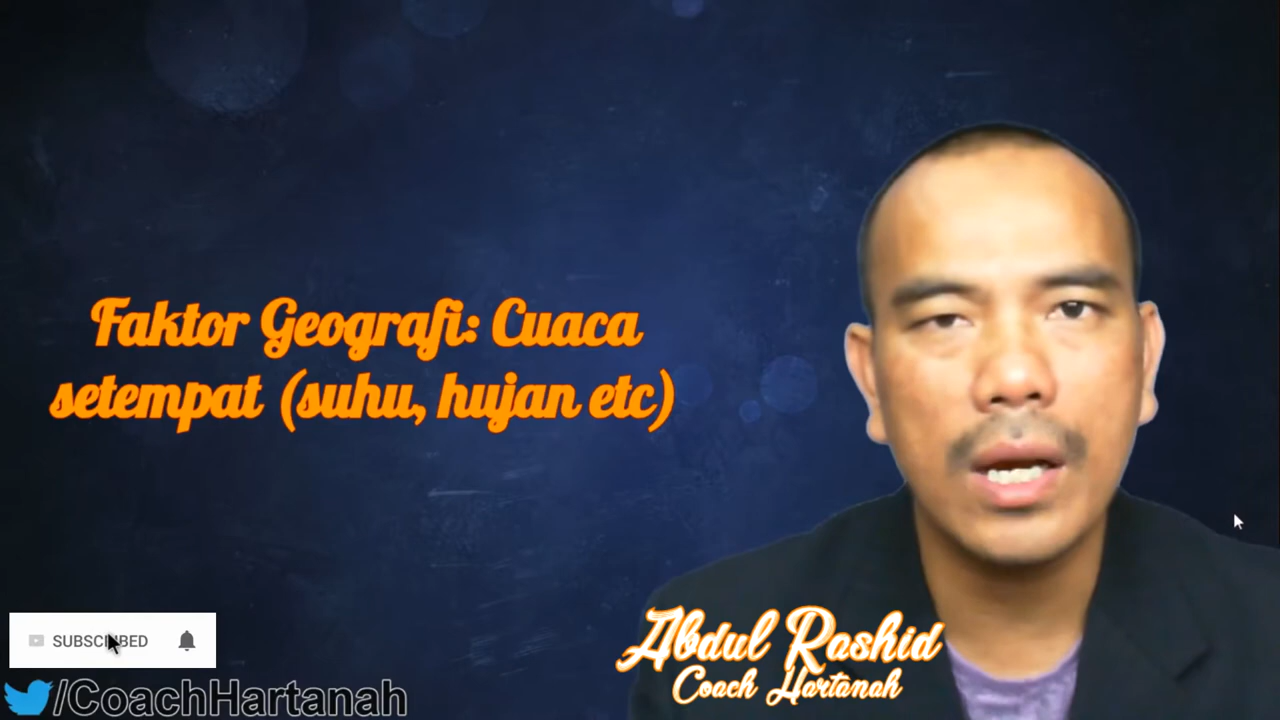 Faktor Geografi: Cuaca
setempat (suhu, hujan etc)
Abdul Rashid
Coach Hartanah
SUBSCRIBED
/CoachHartanah